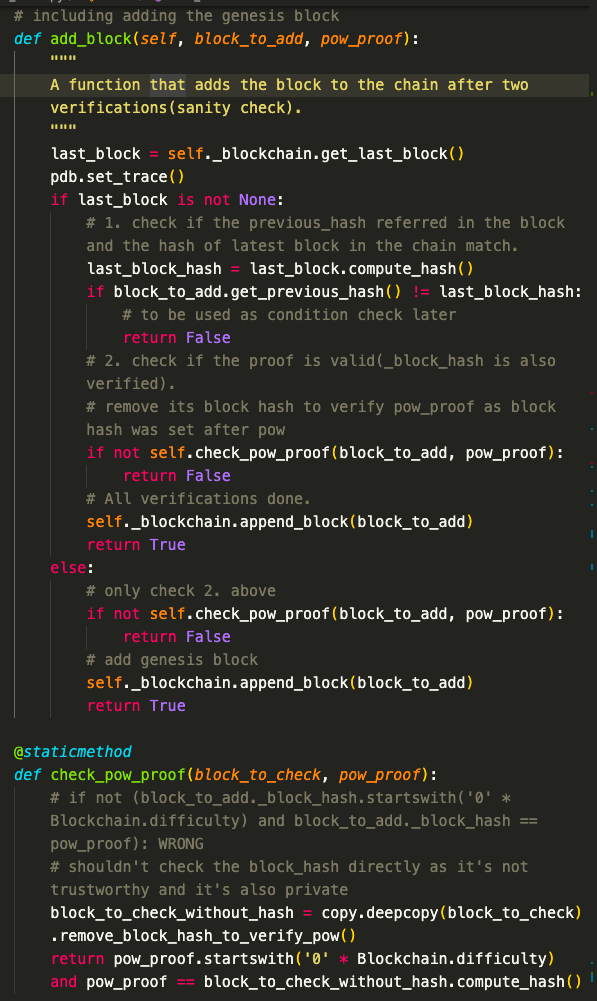 # including adding the genesis block
def add_block(self, block_to_add, pow_proof):
"""
A function that adds the block to the chain after two
verifications(sanity check).
"""
last_block = self._blockchain.get_last_block()
pdb.set_trace()
if last_block is not None:
# 1. check if the previous_hash referred in the block
and the hash of latest block in the chain match.
last_block_hash = last_block.compute_hash()
if block_to_add.get_previous_hash() != last_block_hash:
# to be used as condition check later
return False
# 2. check if the proof is valid(_block_hash is also
verified).
# remove its block hash to verify pow_proof as block
hash was set after pow
if not self.check_pow_proof(block_to_add, pow_proof):
return False
# All verifications done.
self._blockchain.append_block(block_to_add)
return True
else:
# only check 2. above
if not self.check_pow_proof(block_to_add, pow_proof):
return False
# add genesis block
self._blockchain.append_block(block_to_add)
return True
@staticmethod
def check_pow_proof(block_to_check, pow_proof):
# if not (block_to_add._block_hash.startswith('0' *
Blockchain.difficulty) and block_to_add._block_hash ==
pow_proof): WRONG
# shouldn't check the block_hash directly as it's not
trustworthy and it's also private
block_to_check_without_hash = copy.deepcopy(block_to_check)
.remove_block_hash_to_verify_pow()
return pow_proof.startswith('0' * Blockchain.difficulty)
and pow_proof == block_to_check_without_hash.compute_hash()